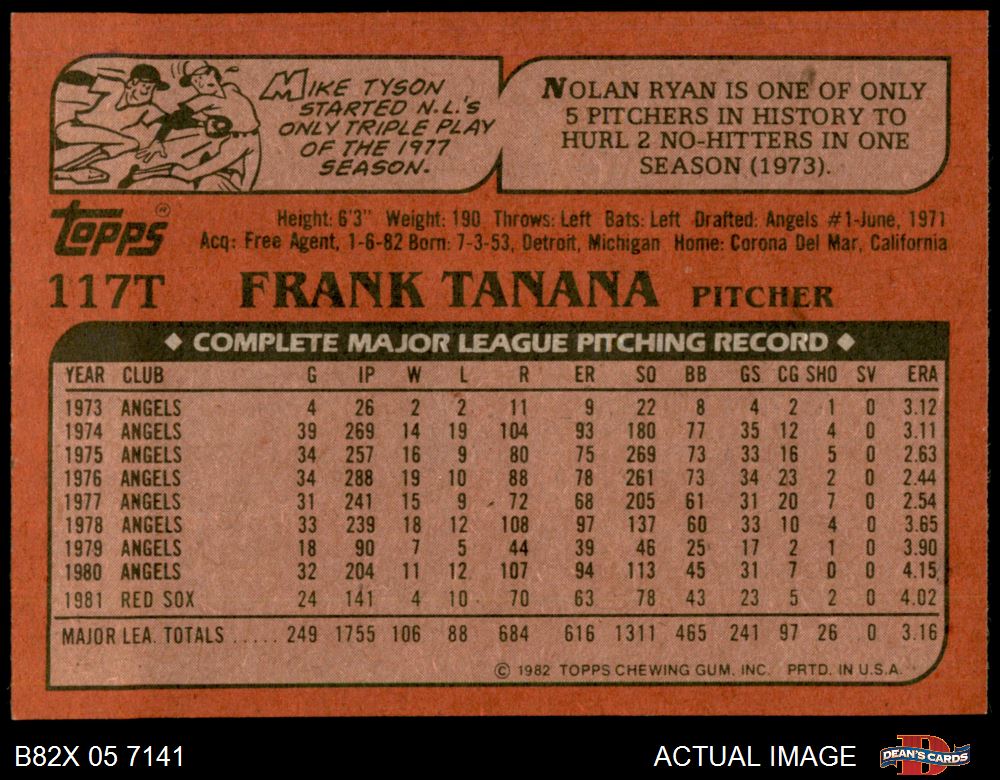 MIKE TYSON
STARTED N.L.'S
ONLY TRIPLE PLAY
OF THE 1977
SEASON.
NOLAN RYAN IS ONE OF ONLY
5 PITCHERS IN HISTORY TO
HURL 2 NO-HITTERS IN ONE
SEASON (1973).
Topps®
Height: 6'3" Weight: 190 Throws: Left Bats: Left Drafted: Angels #1-June, 1971
Acq: Free Agent, 1-6-82 Born: 7-3-53, Detroit, Michigan Home: Corona Del Mar, California
117T FRANK TANANA PITCHER
◆ COMPLETE MAJOR LEAGUE PITCHING RECORD ◆
YEAR CLUB G IP W L R ER SO BB GS CG SHO SV ERA
1973 ANGELS 4 26 2 2 11 9 22 8 4 2 1 0 3.12
1974 ANGELS 39 269 14 19 104 93 180 77 35 12 4 0 3.11
1975 ANGELS 34 257 16 9 80 75 269 73 33 16 5 0 2.63
1976 ANGELS 34 288 19 10 88 78 261 73 34 23 2 0 2.44
1977 ANGELS 31 241 15 9 72 68 205 61 31 20 7 0 2.54
1978 ANGELS 33 239 18 12 108 97 137 60 33 10 4 0 3.65
1979 ANGELS 18 90 7 5 44 39 46 25 17 2 1 0 3.90
1980 ANGELS 32 204 11 12 107 94 113 45 31 7 0 0 4.15
1981 RED SOX 24 141 4 10 70 63 78 43 23 5 2 0 4.02
MAJOR LEA. TOTALS ..... 249 1755 106 88 684 616 1311 465 241 97 26 0 3.16
© 1982 TOPPS CHEWING GUM, INC. PRTD. IN U.S.A.
B82X 05 7141 ACTUAL IMAGE DEAN'S CARDS